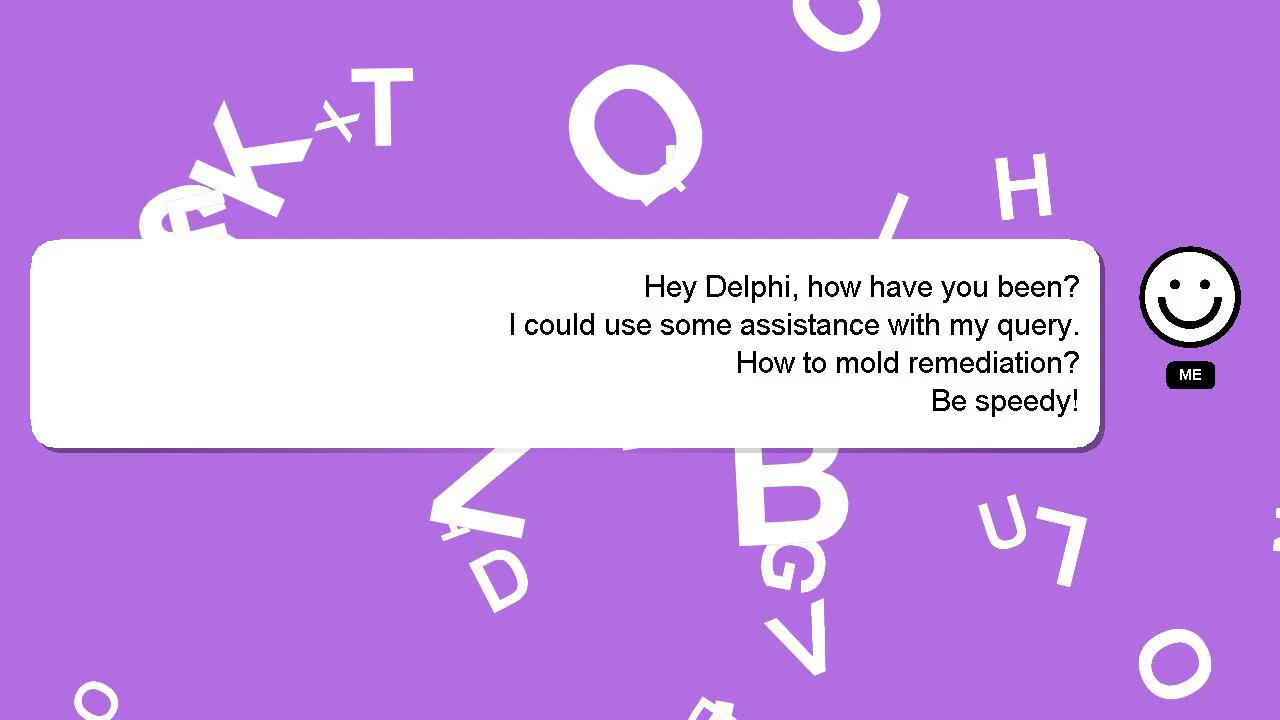 Hey Delphi, how have you been?
I could use some assistance with my query.
How to mold remediation?
Be speedy!
ME